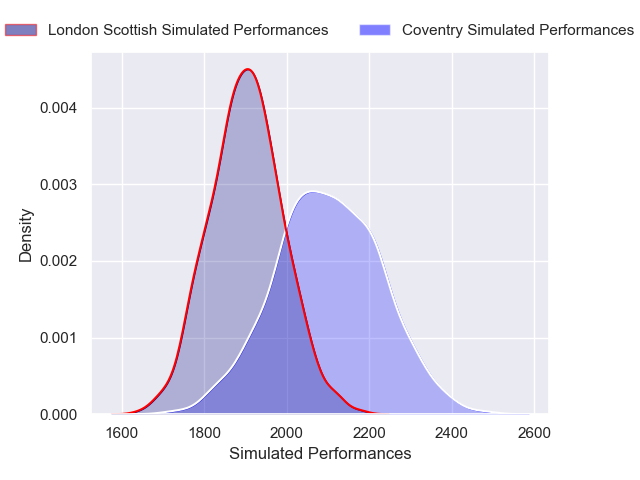 London Scottish Simulated Performances
Coventry Simulated Performances
0.004
0.003
0.002
0.001
0.000
Density
1600 1800 2000 2200 2400 2600
Simulated Performances